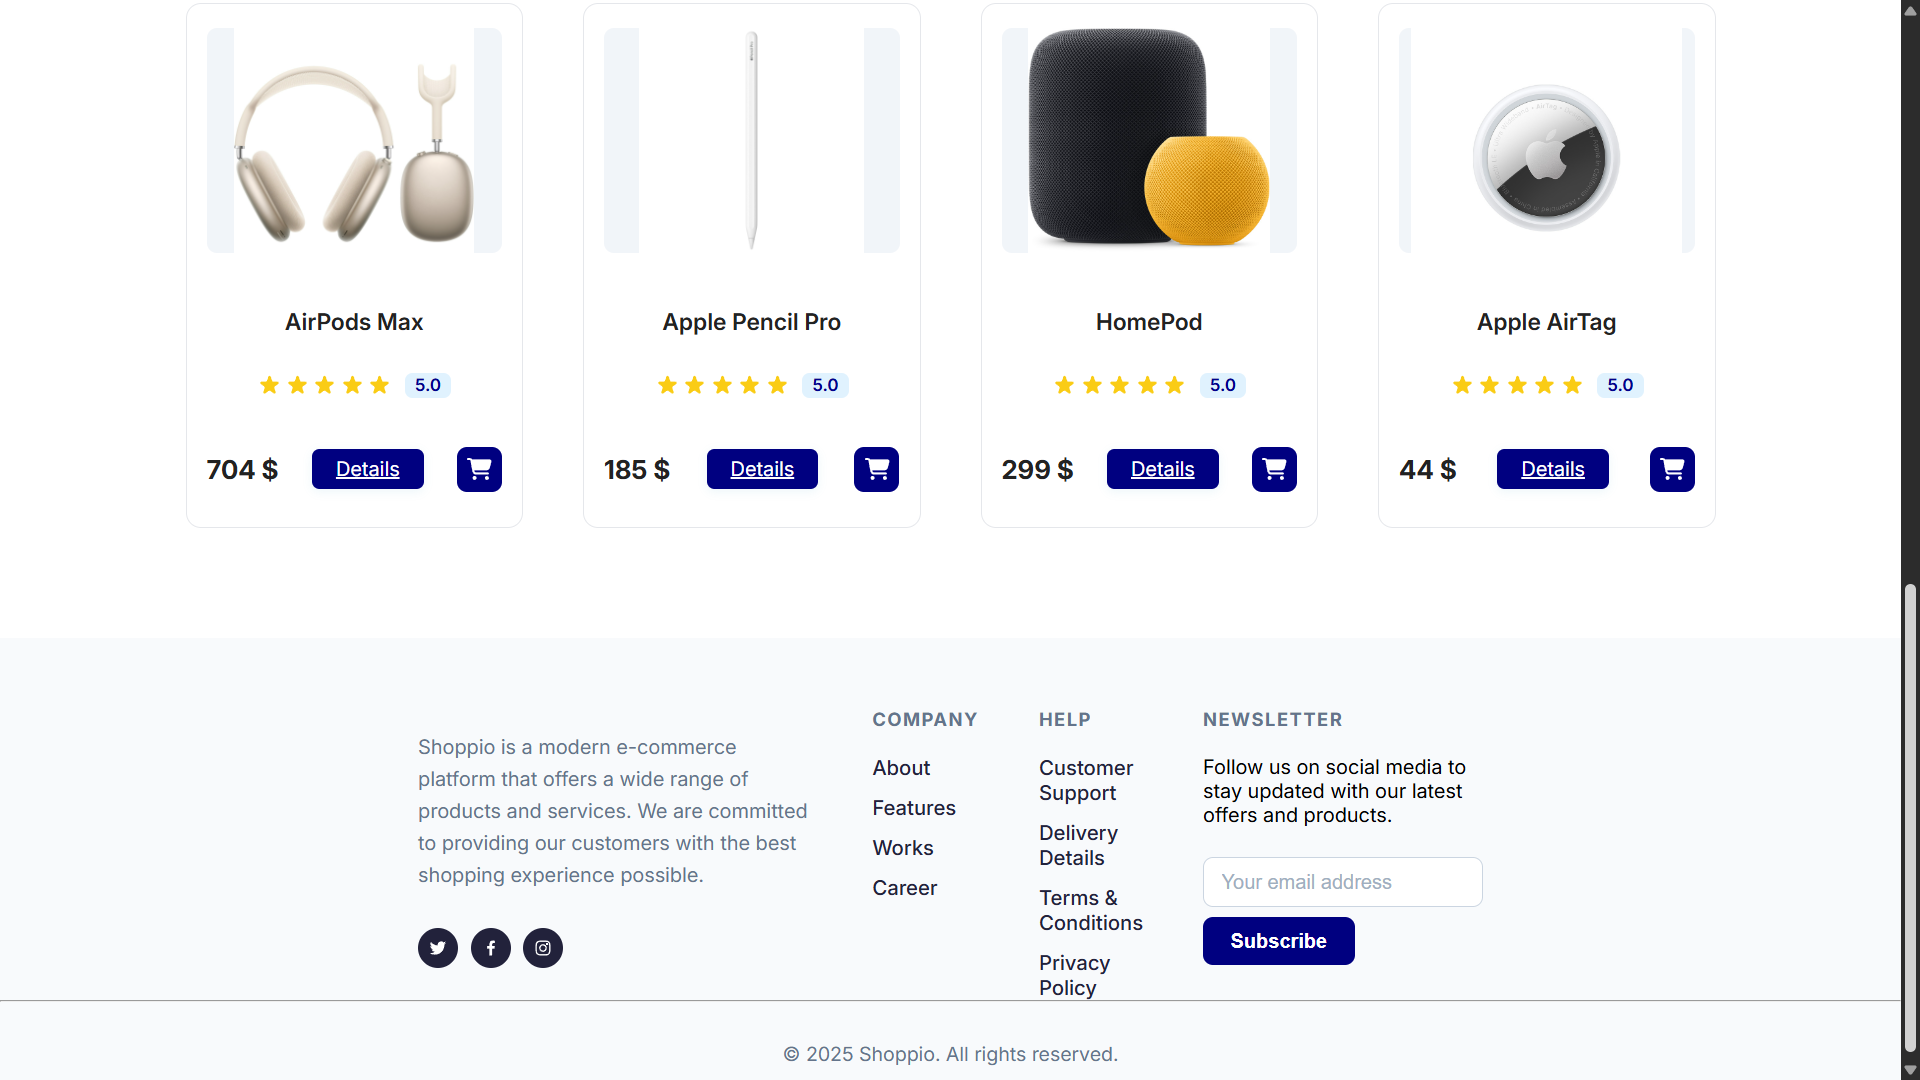 AirPods Max
5.0
704 $ Details
Apple Pencil Pro
5.0
185 $ Details
HomePod
5.0
299 $ Details
Apple AirTag
5.0
44 $ Details
Shoppio is a modern e-commerce
platform that offers a wide range of
products and services. We are committed
to providing our customers with the best
shopping experience possible.
COMPANY
About
Features
Works
Career
HELP
Customer
Support
Delivery
Details
Terms &
Conditions
Privacy
Policy
NEWSLETTER
Follow us on social media to
stay updated with our latest
offers and products.
Your email address
Subscribe
© 2025 Shoppio. All rights reserved.